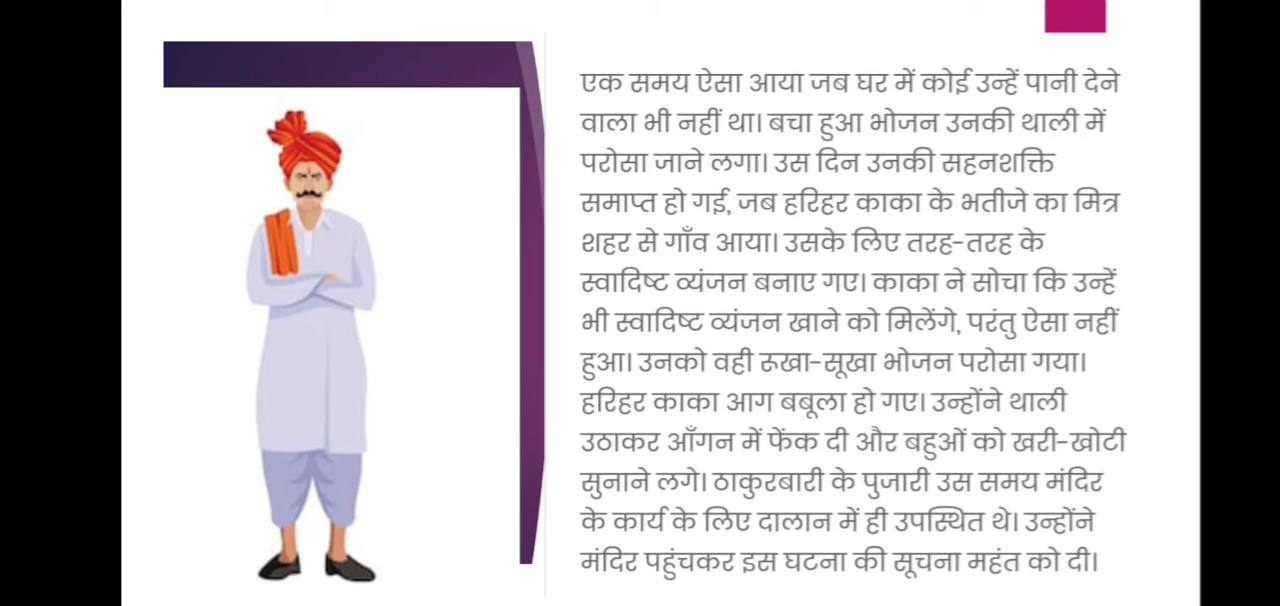 एक समय ऐसा आया जब घर में कोई उन्हें पानी देने
वाला भी नहीं था। बचा हुआ भोजन उनकी थाली में
परोसा जाने लगा। उस दिन उनकी सहनशक्ति
समाप्त हो गई, जब हरिहर काका के भतीजे का मित्र
शहर से गाँव आया। उसके लिए तरह-तरह के
स्वादिष्ट व्यंजन बनाए गए। काका ने सोचा कि उन्हें
भी स्वादिष्ट व्यंजन खाने को मिलेंगे, परंतु ऐसा नहीं
हुआ। उनको वही रूखा-सूखा भोजन परोसा गया।
हरिहर काका आग बबूला हो गए। उन्होंने थाली
उठाकर आँगन में फेंक दी और बहुओं को खरी-खोटी
सुनाने लगे। ठाकुरबारी के पुजारी उस समय मंदिर
के कार्य के लिए दालान में ही उपस्थित थे। उन्होंने
मंदिर पहुंचकर इस घटना की सूचना महंत को दी।